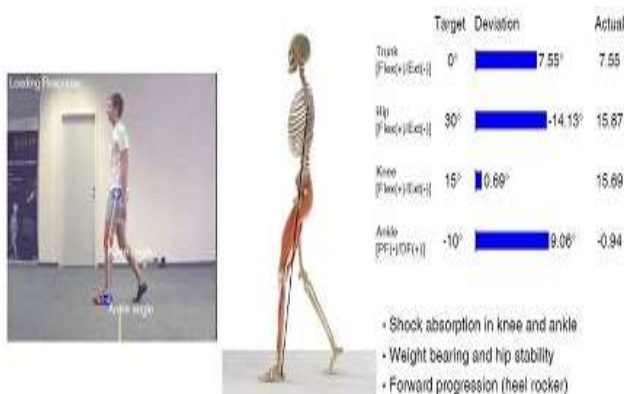 Loading Response
Ankle angle
Target Deviation Actual
Trunk
[Flex(+)/Ext(-)] 0° 7.55° 7.55
Hip
[Flex(+)/Ext(-)] 30° -14.13° 15.87
Knee
[Flex(+)/Ext(-)] 15° 0.69° 15.69
Ankle
[PF(-)/DF(+)] -10° 9.06° -0.94
• Shock absorption in knee and ankle
• Weight bearing and hip stability
• Forward progression (heel rocker)